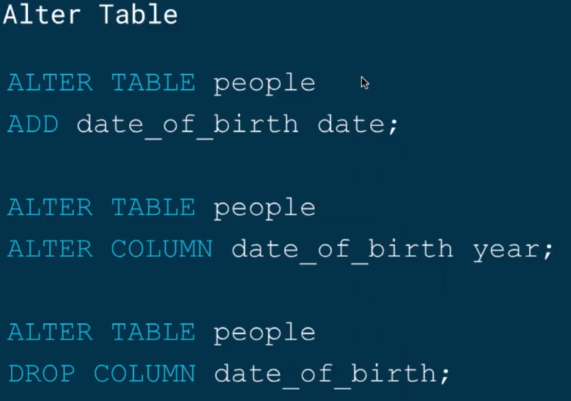 Alter Table
ALTER TABLE people
ADD date_of_birth date;
ALTER TABLE people
ALTER COLUMN date_of_birth year;
ALTER TABLE people
DROP COLUMN date_of_birth;